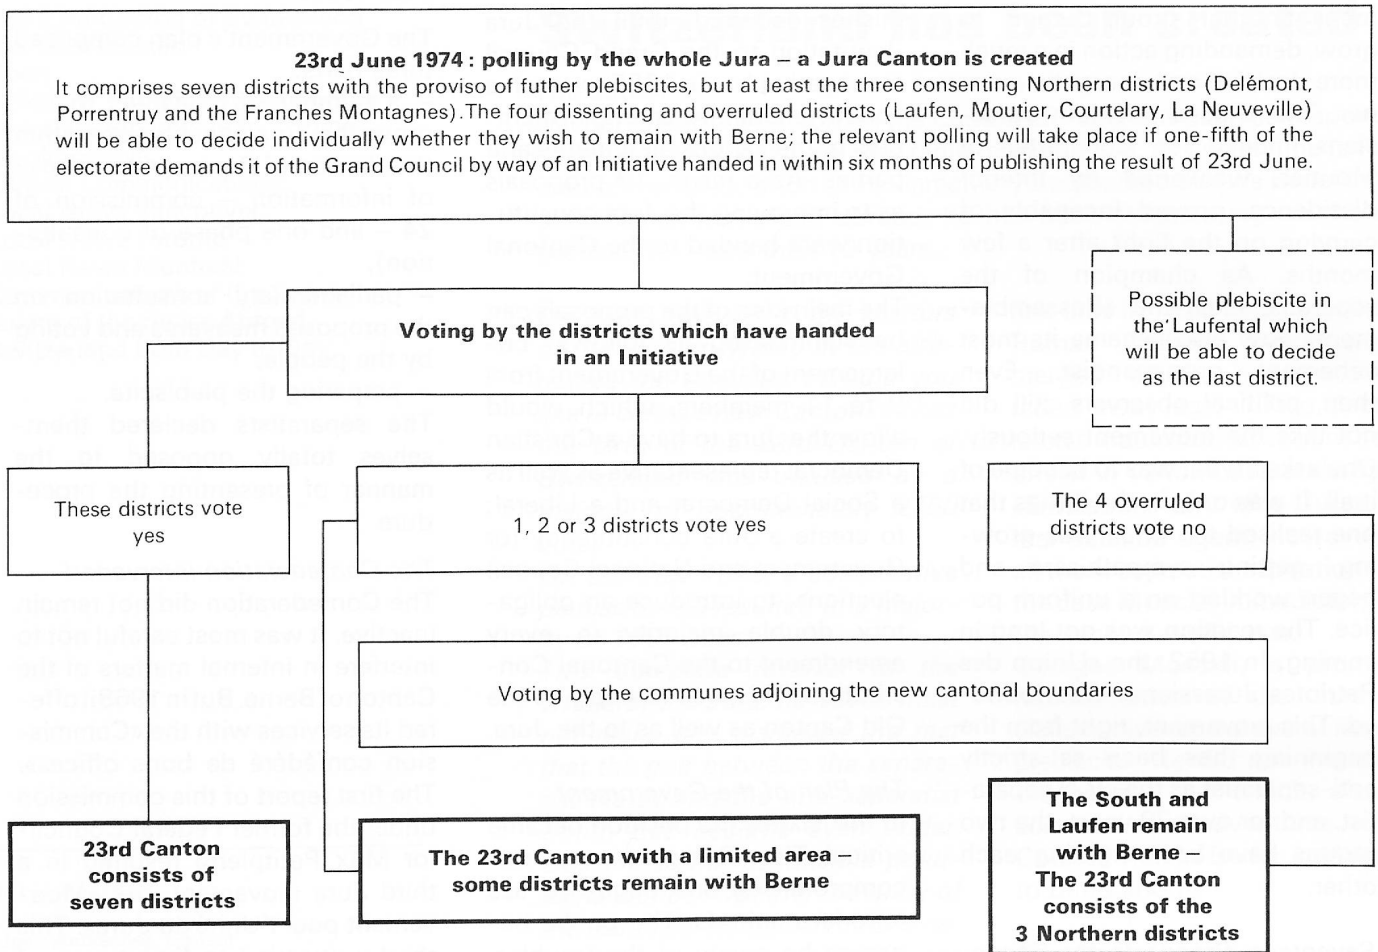 23rd June 1974 : polling by the whole Jura – a Jura Canton is created
It comprises seven districts with the proviso of futher plebiscites, but at least the three consenting Northern districts (Delémont,
Porrentruy and the Franches Montagnes). The four dissenting and overruled districts (Laufen, Moutier, Courtelary, La Neuveville)
will be able to decide individually whether they wish to remain with Berne; the relevant polling will take place if one-fifth of the
electorate demands it of the Grand Council by way of an Initiative handed in within six months of publishing the result of 23rd June.
Possible plebiscite in
the Laufental which
will be able to decide
as the last district.
Voting by the districts which have handed
in an Initiative
These districts vote
yes
1, 2 or 3 districts vote yes
The 4 overruled
districts vote no
Voting by the communes adjoining the new cantonal boundaries
23rd Canton
consists of
seven districts
The 23rd Canton with a limited area -
some districts remain with Berne
The South and
Laufen remain
with Berne -
The 23rd Canton
consists of the
3 Northern districts